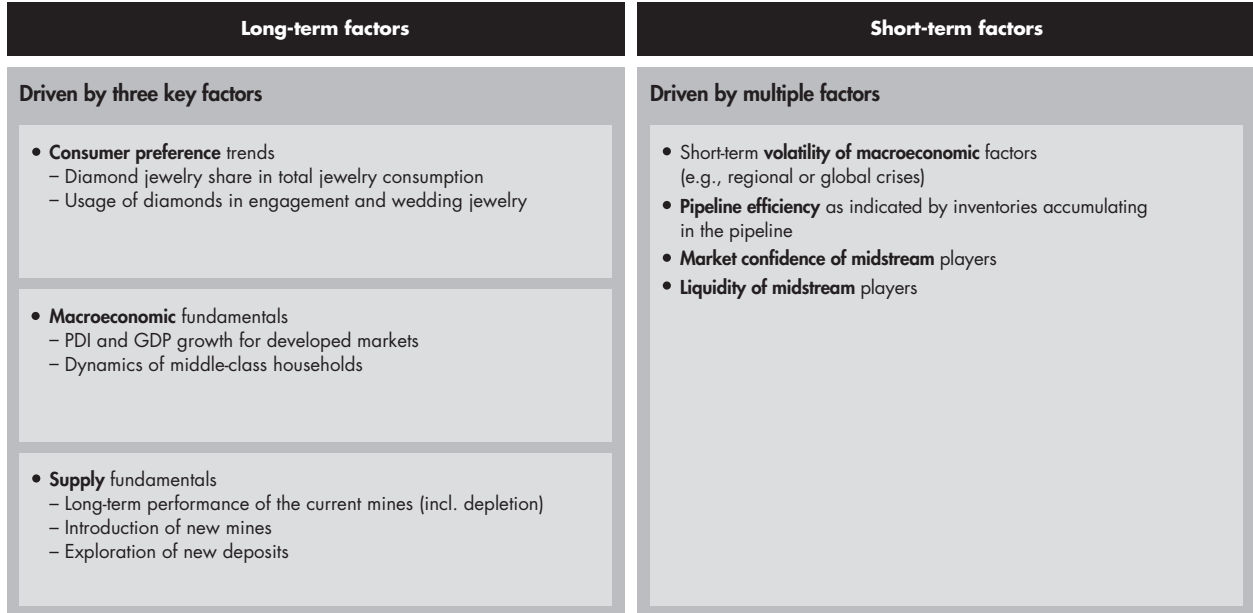 Long-term factors
Driven by three key factors
• Consumer preference trends
– Diamond jewelry share in total jewelry consumption
– Usage of diamonds in engagement and wedding jewelry
• Macroeconomic fundamentals
– PDI and GDP growth for developed markets
– Dynamics of middle-class households
• Supply fundamentals
– Long-term performance of the current mines (incl. depletion)
– Introduction of new mines
– Exploration of new deposits
Short-term factors
Driven by multiple factors
• Short-term volatility of macroeconomic factors
(e.g., regional or global crises)
• Pipeline efficiency as indicated by inventories accumulating
in the pipeline
• Market confidence of midstream players
• Liquidity of midstream players